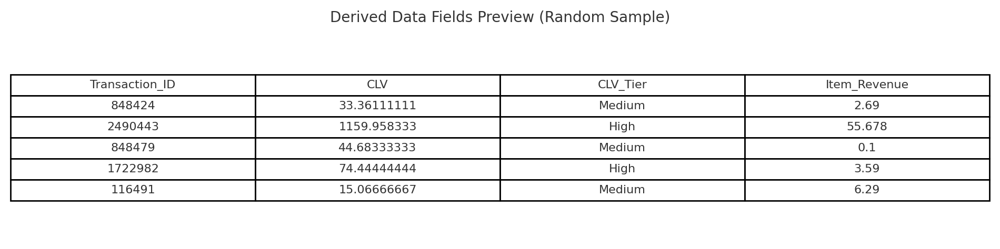 Derived Data Fields Preview (Random Sample)
Transaction_ID CLV CLV_Tier Item_Revenue
848424 33.36111111 Medium 2.69
2490443 1159.958333 High 55.678
848479 44.68333333 Medium 0.1
1722982 74.44444444 High 3.59
116491 15.06666667 Medium 6.29